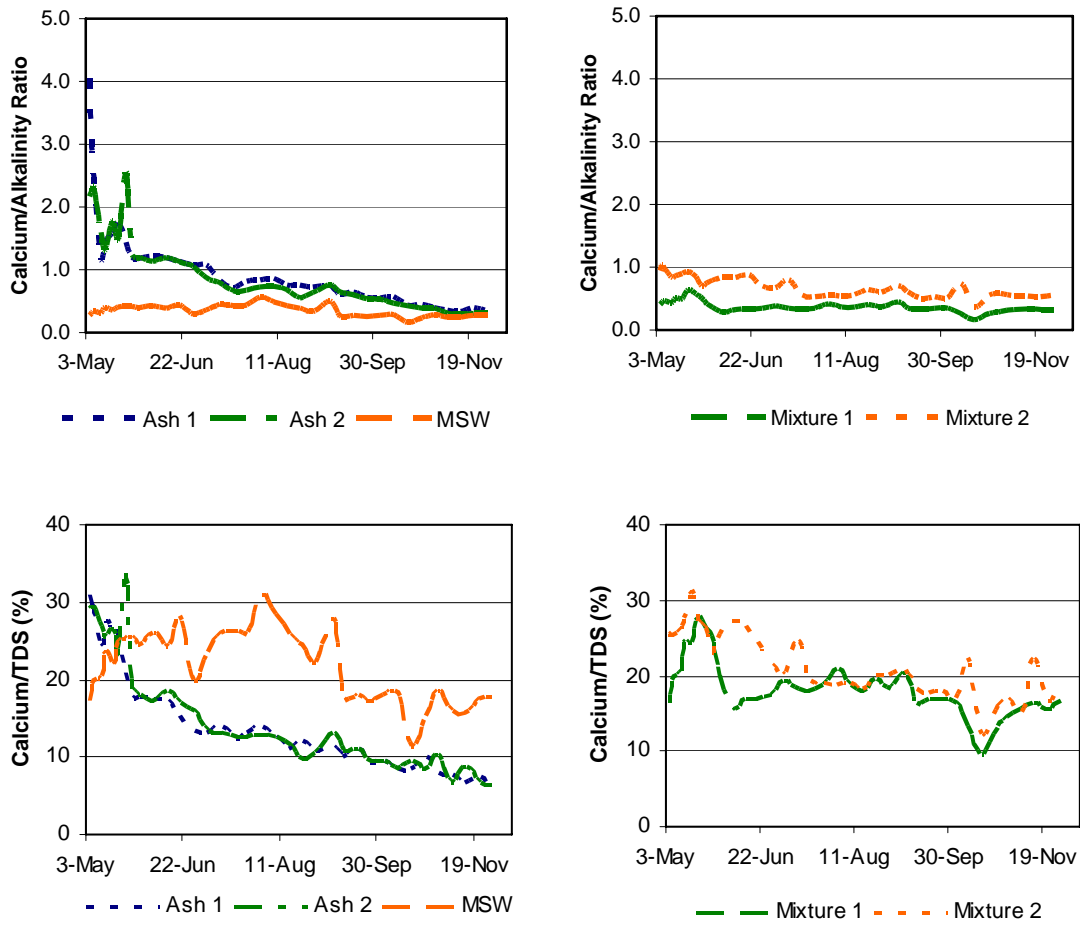 Calcium/Alkalinity Ratio
5.0
4.0
3.0
2.0
1.0
0.0
3-May 22-Jun 11-Aug 30-Sep 19-Nov
Ash 1 Ash 2 MSW
Calcium/Alkalinity Ratio
5.0
4.0
3.0
2.0
1.0
0.0
3-May 22-Jun 11-Aug 30-Sep 19-Nov
Mixture 1 Mixture 2
Calcium/TDS (%)
40
30
20
10
0
3-May 22-Jun 11-Aug 30-Sep 19-Nov
Ash 1 Ash 2 MSW
Calcium/TDS (%)
40
30
20
10
0
3-May 22-Jun 11-Aug 30-Sep 19-Nov
Mixture 1 Mixture 2